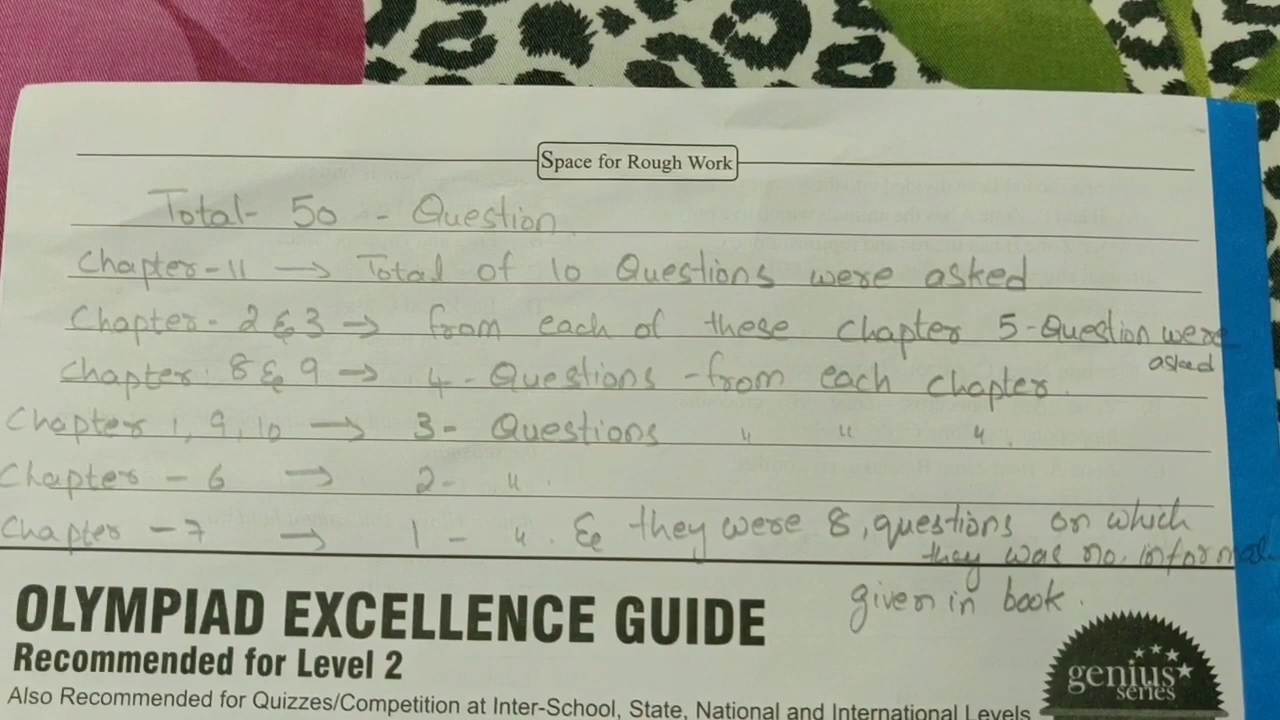 Space for Rough Work
Total- 50 - Question
Chapter-11 → Total of 10 Questions were asked
Chapter- 2 & 3 → from each of these chapter 5-Question were
asked
Chapter 8 & 9 → 4-Questions -from each chapter.
Chapter 1, 9, 10 → 3- Questions " " ".
Chapter - 6 → 2- ".
Chapter -7 → 1 - ". & they were 8, questions on which
they was no. informat
given in book.
OLYMPIAD EXCELLENCE GUIDE
Recommended for Level 2
genius
series
Also Recommended for Quizzes/Competition at Inter-School, State, National and International Levels